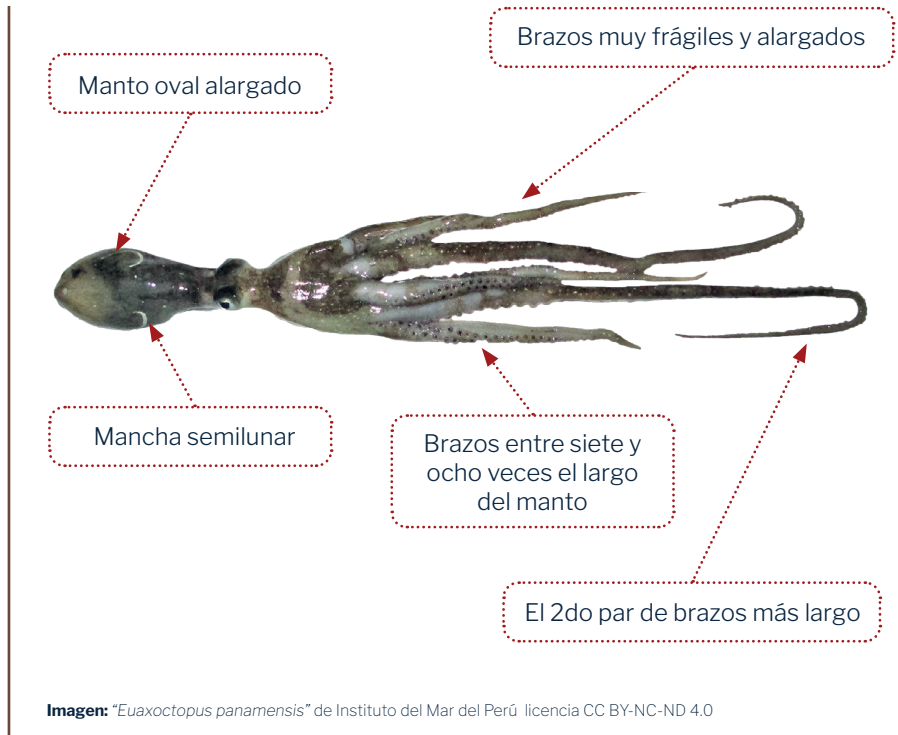 Brazos muy frágiles y alargados
Manto oval alargado
Mancha semilunar
Brazos entre siete y
ocho veces el largo
del manto
El 2do par de brazos más largo
Imagen: “Euaxoctopus panamensis” de Instituto del Mar del Perú licencia CC BY-NC-ND 4.0